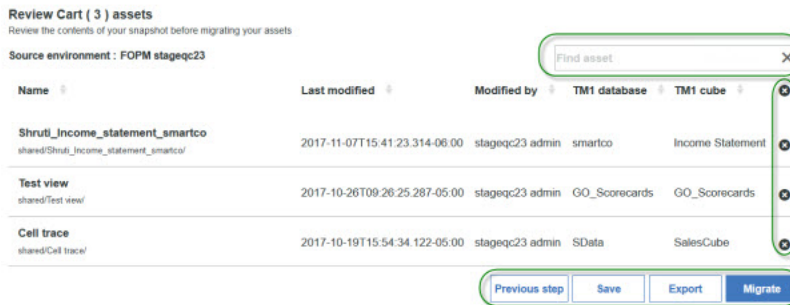 Review Cart ( 3 ) assets
Review the contents of your snapshot before migrating your assets
Source environment : FOPM stageqc23
Find asset
Name Last modified Modified by TM1 database TM1 cube
Shruti_Income_statement_smartco
shared/Shruti_Income_statement_smartco/
2017-11-07T15:41:23.314-06:00 stageqc23 admin smartco Income Statement
Test view
shared/Test view/
2017-10-26T09:26:25.287-05:00 stageqc23 admin GO_Scorecards GO_Scorecards
Cell trace
shared/Cell trace/
2017-10-19T15:54:34.122-05:00 stageqc23 admin SData SalesCube
Previous step Save Export Migrate